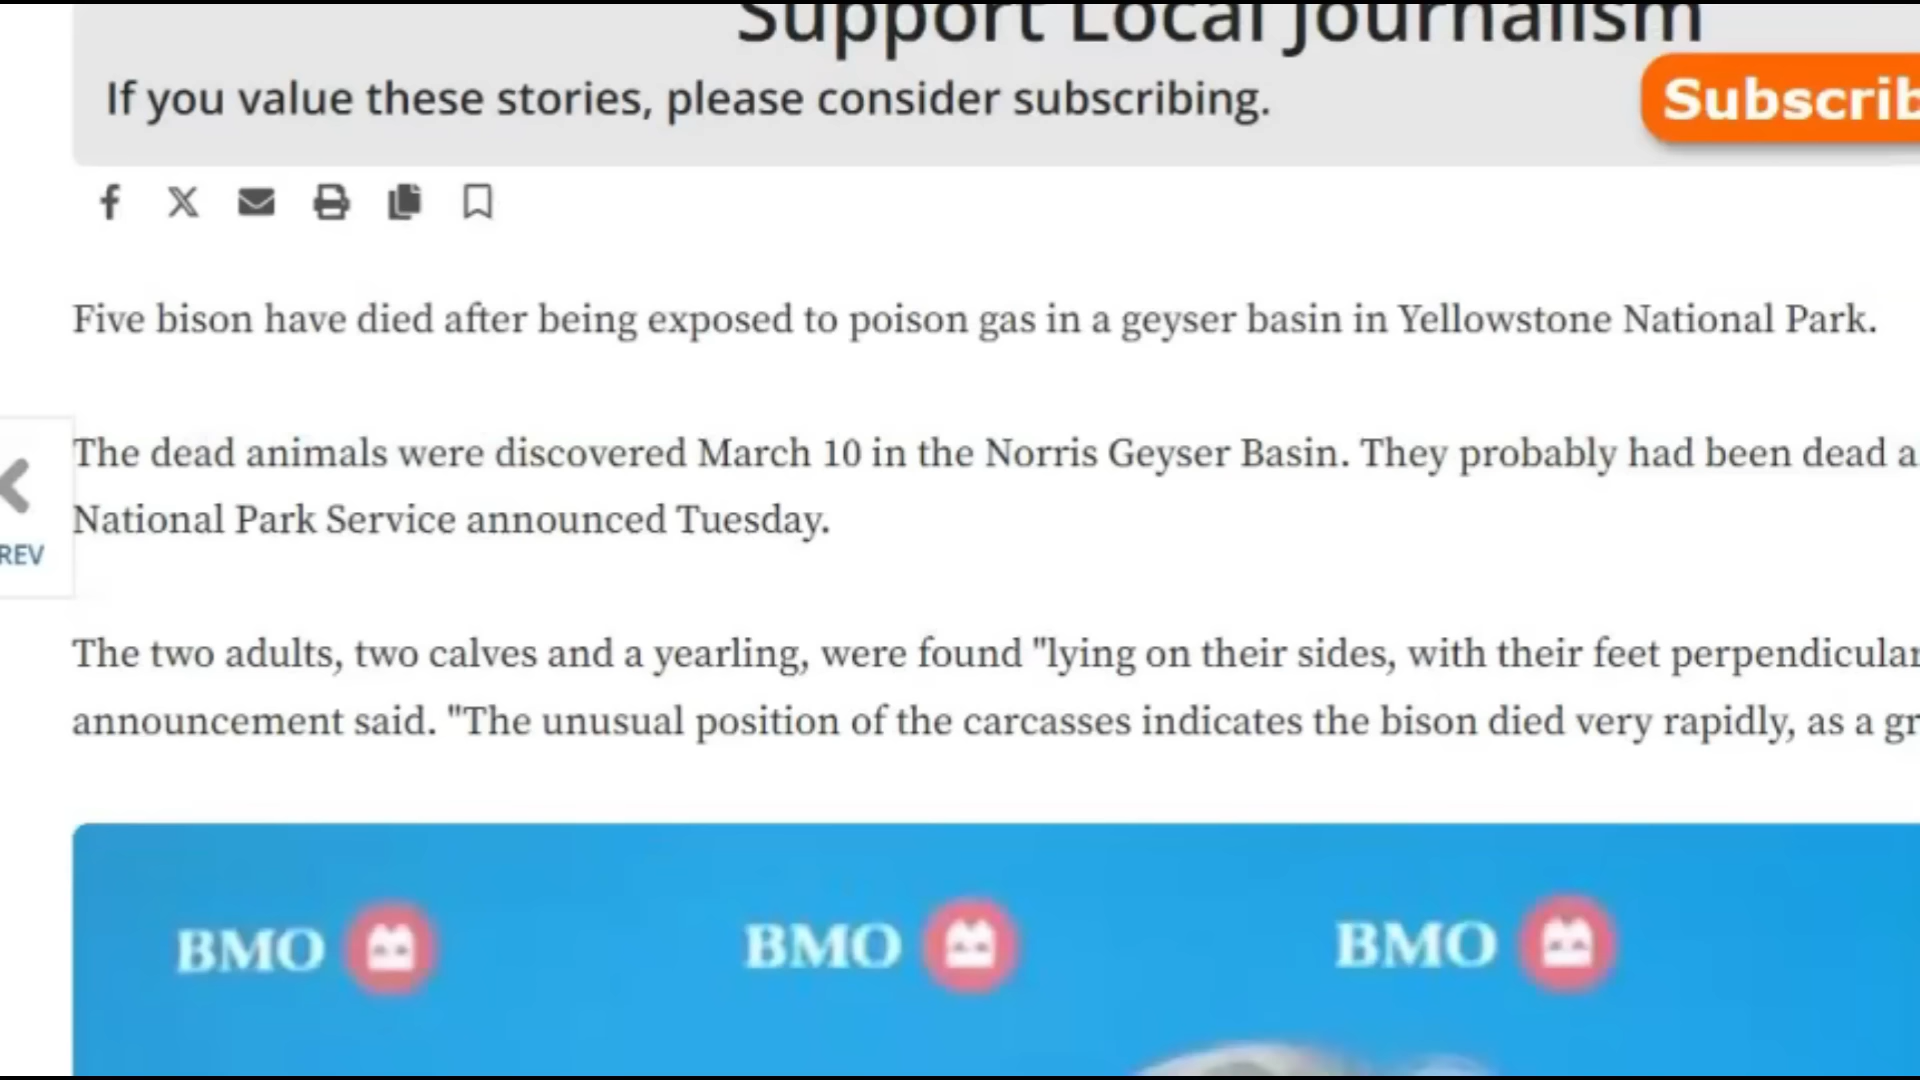 Support Local Journalism
If you value these stories, please consider subscribing.
Subscrib
Five bison have died after being exposed to poison gas in a geyser basin in Yellowstone National Park.
The dead animals were discovered March 10 in the Norris Geyser Basin. They probably had been dead a
National Park Service announced Tuesday.
REV
The two adults, two calves and a yearling, were found "lying on their sides, with their feet perpendicular
announcement said. "The unusual position of the carcasses indicates the bison died very rapidly, as a gr
BMO BMO BMO